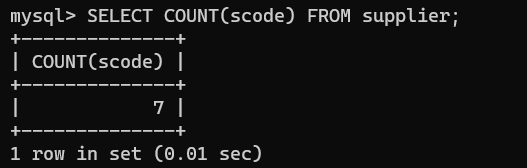 mysql> SELECT COUNT(scode) FROM supplier;
+--------------+
| COUNT(scode) |
+--------------+
|            7 |
+--------------+
1 row in set (0.01 sec)